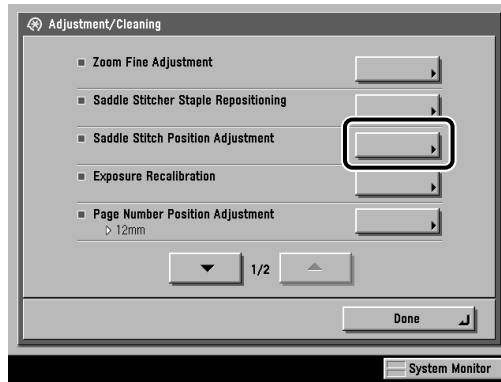 Adjustment/Cleaning
Zoom Fine Adjustment
Saddle Stitcher Staple Repositioning
Saddle Stitch Position Adjustment
Exposure Recalibration
Page Number Position Adjustment
12mm
1/2
Done
System Monitor